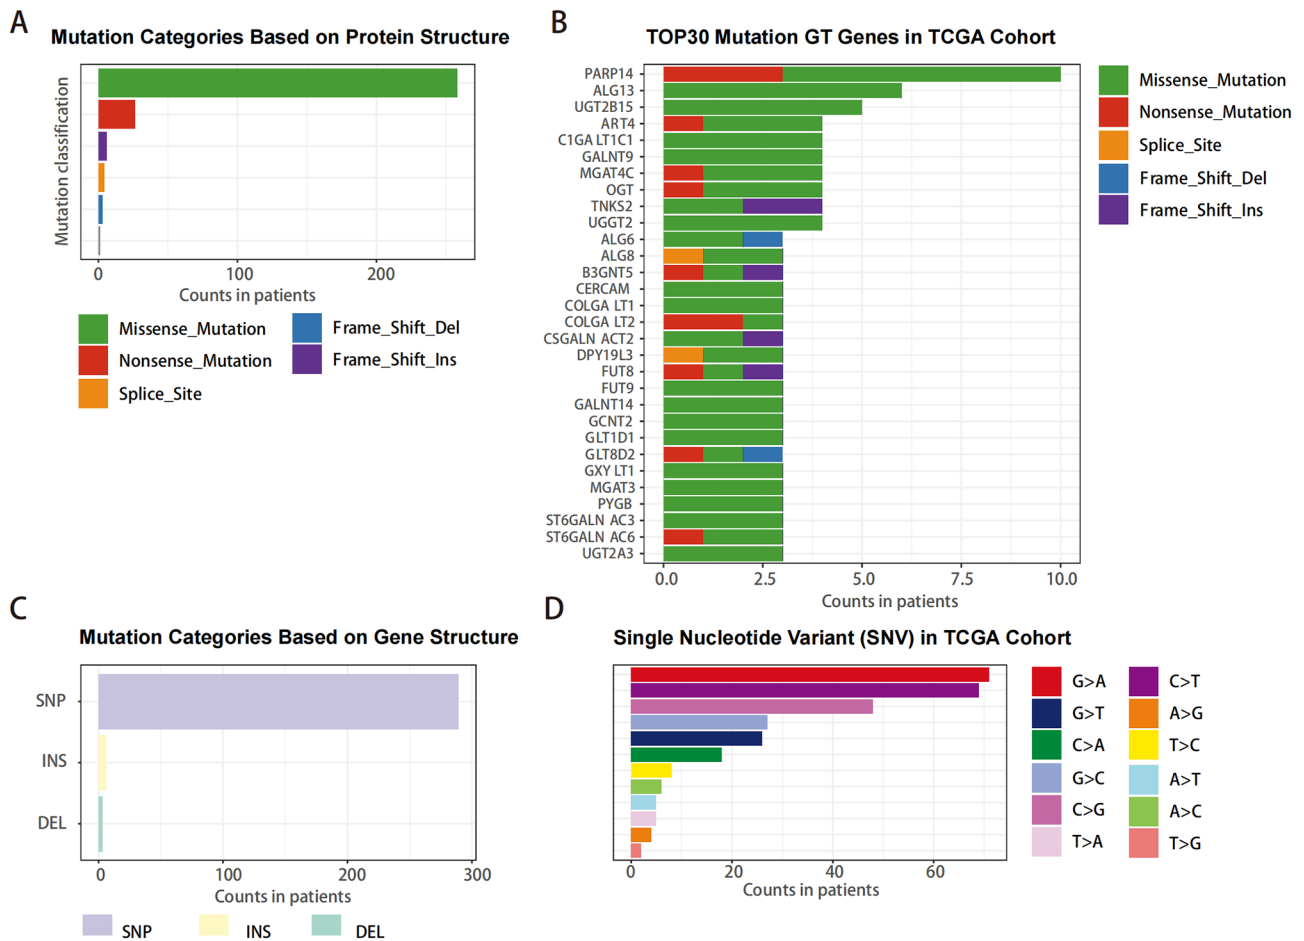 A
Mutation Categories Based on Protein Structure
Mutation classification
0 100 200
Counts in patients
Missense_Mutation
Nonsense_Mutation
Splice_Site
Frame_Shift_Del
Frame_Shift_Ins
B
TOP30 Mutation GT Genes in TCGA Cohort
PARP14
ALG13
UGT2B15
ART4
C1GA LT1C1
GALNT9
MGAT4C
OGT
TNKS2
UGGT2
ALG6
ALG8
B3GNT5
CERCAM
COLGA LT1
COLGA LT2
CSGALN ACT2
DPY19L3
FUT8
FUT9
GALNT14
GCNT2
GLT1D1
GLT8D2
GXY LT1
MGAT3
PYGB
ST6GALN AC3
ST6GALN AC6
UGT2A3
0.0 2.5 5.0 7.5 10.0
Counts in patients
Missense_Mutation
Nonsense_Mutation
Splice_Site
Frame_Shift_Del
Frame_Shift_Ins
C
Mutation Categories Based on Gene Structure
SNP
INS
DEL
0 100 200 300
Counts in patients
SNP INS DEL
D
Single Nucleotide Variant (SNV) in TCGA Cohort
0 20 40 60
Counts in patients
G>A C>T
G>T A>G
C>A T>C
G>C A>T
C>G A>C
T>A T>G